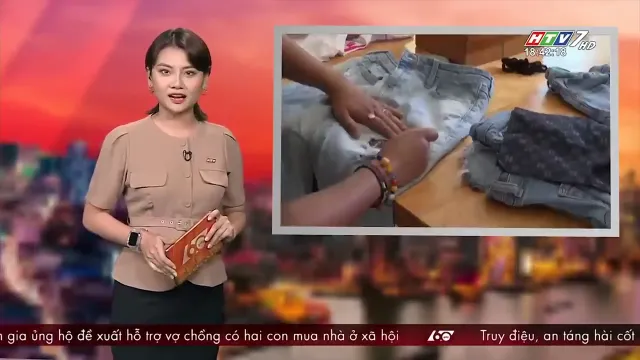 HTV7 HD
18:42:18
n gia ủng hộ đề xuất hỗ trợ vợ chồng có hai con mua nhà ở xã hội
60 Truy điệu, an táng hài cốt